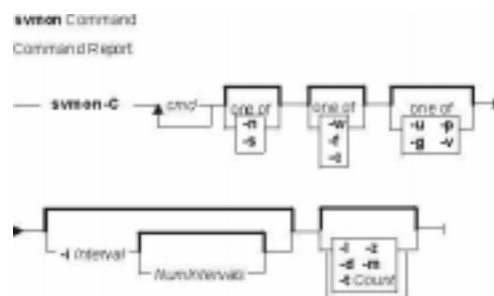 svmon Command
Command Report
svmon -C cmd one of one of one of
-n -w -u -p
-s -f -g -v
-c
-i Interval -l -z
-d -m
NumIntervals -t Count